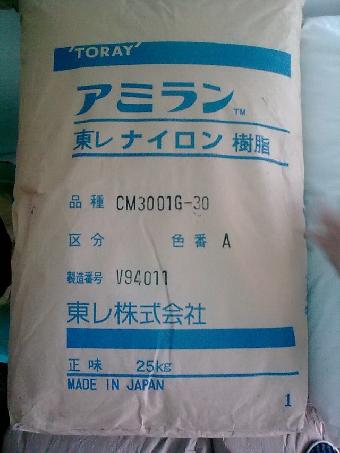 'TORAY'
アミラン™
東レナイロン樹脂
品種 CM3001G-30
区分 色番 A
製造番号 V94011
東レ株式会社
正味 25kg
MADE IN JAPAN
1